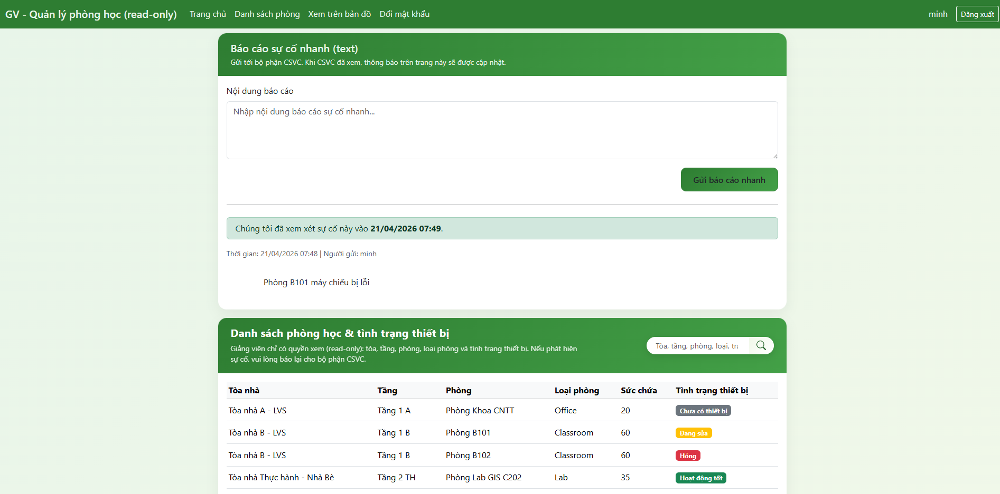 GV - Quản lý phòng học (read-only) Trang chủ Danh sách phòng Xem trên bản đồ Đổi mật khẩu minh Đăng xuất
Báo cáo sự cố nhanh (text)
Gửi tới bộ phận CSVC. Khi CSVC đã xem, thông báo trên trang này sẽ được cập nhật.
Nội dung báo cáo
Nhập nội dung báo cáo sự cố nhanh...
Gửi báo cáo nhanh
Chúng tôi đã xem xét sự cố này vào 21/04/2026 07:49.
Thời gian: 21/04/2026 07:48 | Người gửi: minh
Phòng B101 máy chiếu bị lỗi
Danh sách phòng học & tình trạng thiết bị
Giảng viên chỉ có quyền xem (read-only): tòa, tầng, phòng, loại phòng và tình trạng thiết bị. Nếu phát hiện
sự cố, vui lòng báo lại cho bộ phận CSVC.
Tòa, tầng, phòng, loại, trạ
Tòa nhà Tầng Phòng Loại phòng Sức chứa Tình trạng thiết bị
Tòa nhà A - LVS Tầng 1 A Phòng Khoa CNTT Office 20 Chưa có thiết bị
Tòa nhà B - LVS Tầng 1 B Phòng B101 Classroom 60 Đang sửa
Tòa nhà B - LVS Tầng 1 B Phòng B102 Classroom 60 Hỏng
Tòa nhà Thực hành - Nhà Bè Tầng 2 TH Phòng Lab GIS C202 Lab 35 Hoạt động tốt